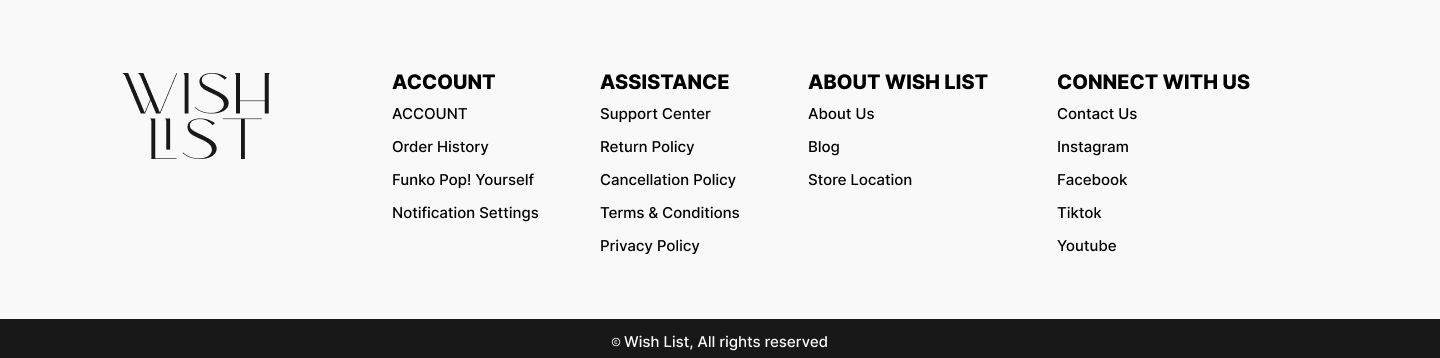 WISH
LIST
ACCOUNT
ACCOUNT
Order History
Funko Pop! Yourself
Notification Settings
ASSISTANCE
Support Center
Return Policy
Cancellation Policy
Terms & Conditions
Privacy Policy
ABOUT WISH LIST
About Us
Blog
Store Location
CONNECT WITH US
Contact Us
Instagram
Facebook
Tiktok
Youtube
© Wish List, All rights reserved